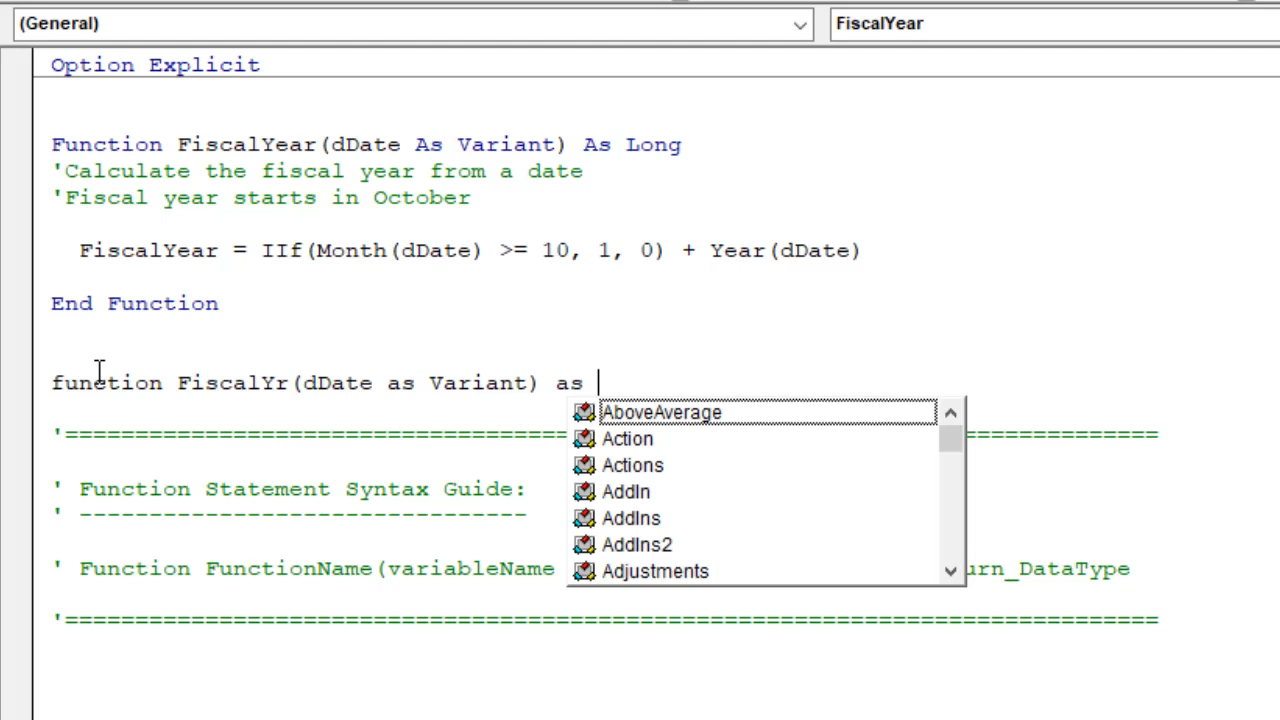 (General)
FiscalYear
Option Explicit
Function FiscalYear(dDate As Variant) As Long
'Calculate the fiscal year from a date
'Fiscal year starts in October
FiscalYear = IIf(Month(dDate) >= 10, 1, 0) + Year(dDate)
End Function
function FiscalYr(dDate as Variant) as
AboveAverage
'===================================== ==============
Action
Actions
' Function Statement Syntax Guide:
AddIn
' --------------------------------
AddIns
AddIns2
' Function FunctionName(variableName urn_DataType
Adjustments
'==============================================================================